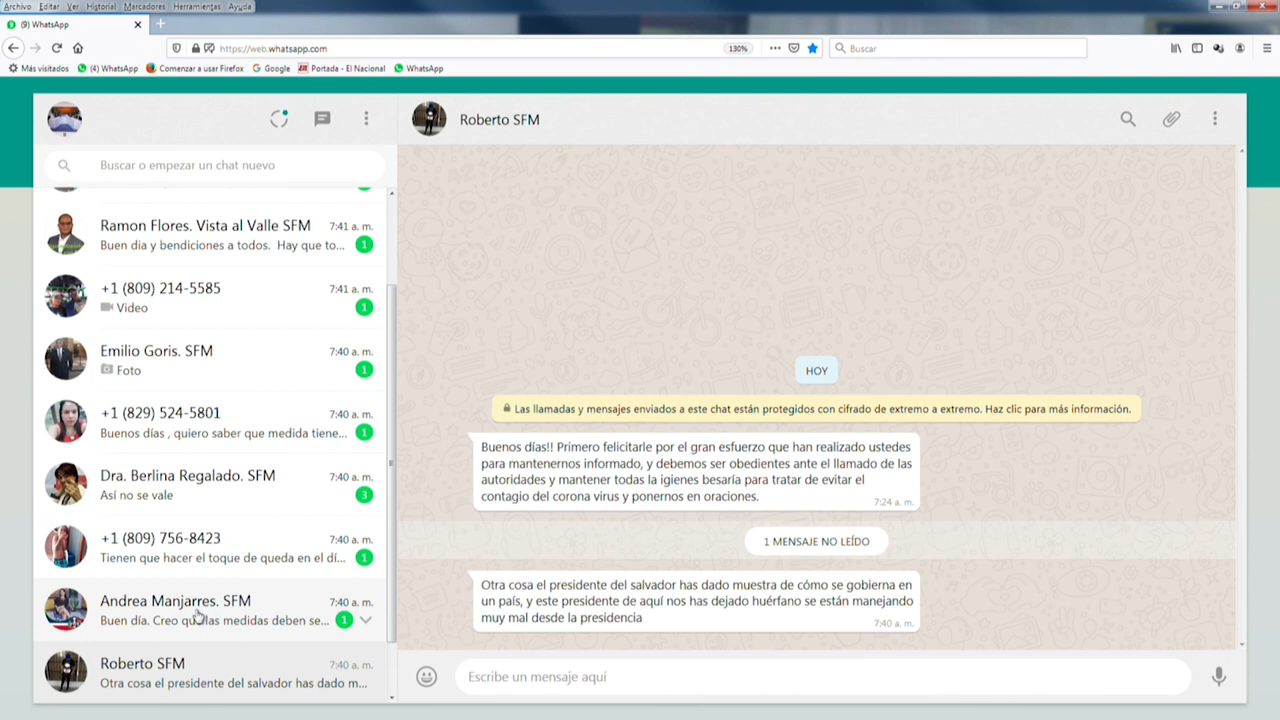 Archivo Editar Ver Historial Marcadores Herramientas Ayuda
(9) WhatsApp
https://web.whatsapp.com
130%
Buscar
Más visitados (4) WhatsApp Comenzar a usar Firefox Google Portada - El Nacional WhatsApp
Roberto SFM
Buscar o empezar un chat nuevo
Ramon Flores. Vista al Valle SFM 7:41 a. m.
Buen dia y bendiciones a todos. Hay que to... 1
+1 (809) 214-5585 7:41 a. m.
Video 1
Emilio Goris. SFM 7:40 a. m.
Foto 1
+1 (829) 524-5801 7:40 a. m.
Buenos días , quiero saber que medida tiene... 1
Dra. Berlina Regalado. SFM 7:40 a. m.
Así no se vale 3
+1 (809) 756-8423 7:40 a. m.
Tienen que hacer el toque de queda en el dí... 1
Andrea Manjarres. SFM 7:40 a. m.
Buen día. Creo que las medidas deben se... 1
Roberto SFM 7:40 a. m.
Otra cosa el presidente del salvador has dado m...
HOY
Las llamadas y mensajes enviados a este chat están protegidos con cifrado de extremo a extremo. Haz clic para más información.
Buenos días!! Primero felicitarle por el gran esfuerzo que han realizado ustedes
para mantenernos informado, y debemos ser obedientes ante el llamado de las
autoridades y mantener todas la igienes besaría para tratar de evitar el
contagio del corona virus y ponernos en oraciones.
7:24 a. m.
1 MENSAJE NO LEÍDO
Otra cosa el presidente del salvador has dado muestra de cómo se gobierna en
un país, y este presidente de aquí nos has dejado huérfano se están manejando
muy mal desde la presidencia
7:40 a. m.
Escribe un mensaje aquí